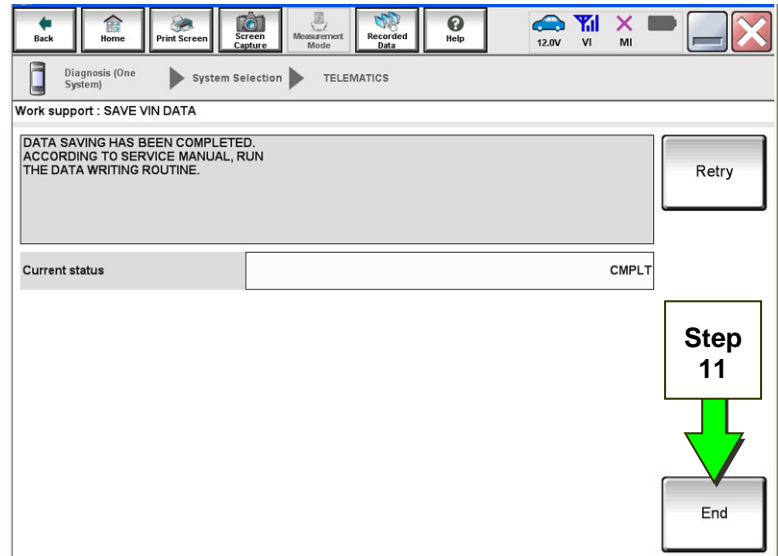 Back
Home
Print Screen
Screen
Capture
Measurement
Mode
Recorded
Data
Help
12.0V
VI
MI
Diagnosis (One
System)
System Selection
TELEMATICS
Work support : SAVE VIN DATA
DATA SAVING HAS BEEN COMPLETED.
ACCORDING TO SERVICE MANUAL, RUN
THE DATA WRITING ROUTINE.
Retry
Current status
CMPLT
Step
11
End